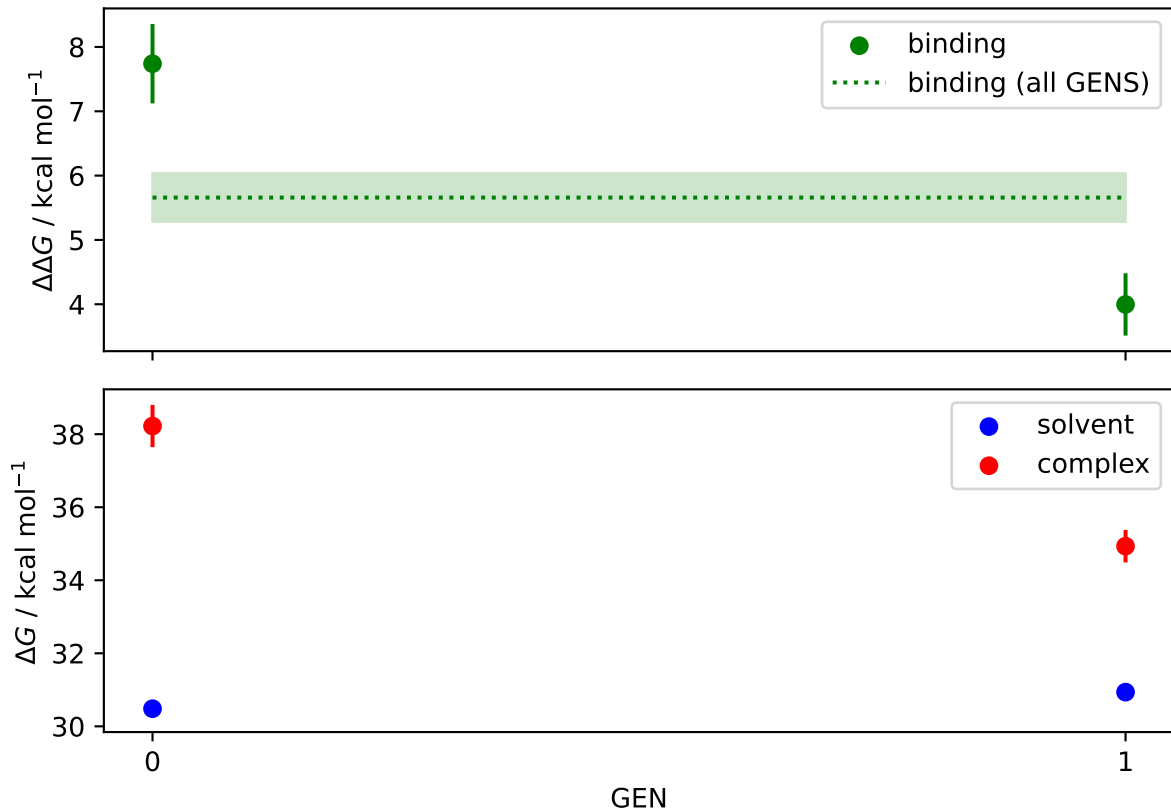 binding
binding (all GENS)
ΔΔG / kcal mol⁻¹
8
7
6
5
4
solvent
complex
ΔG / kcal mol⁻¹
38
36
34
32
30
0
1
GEN